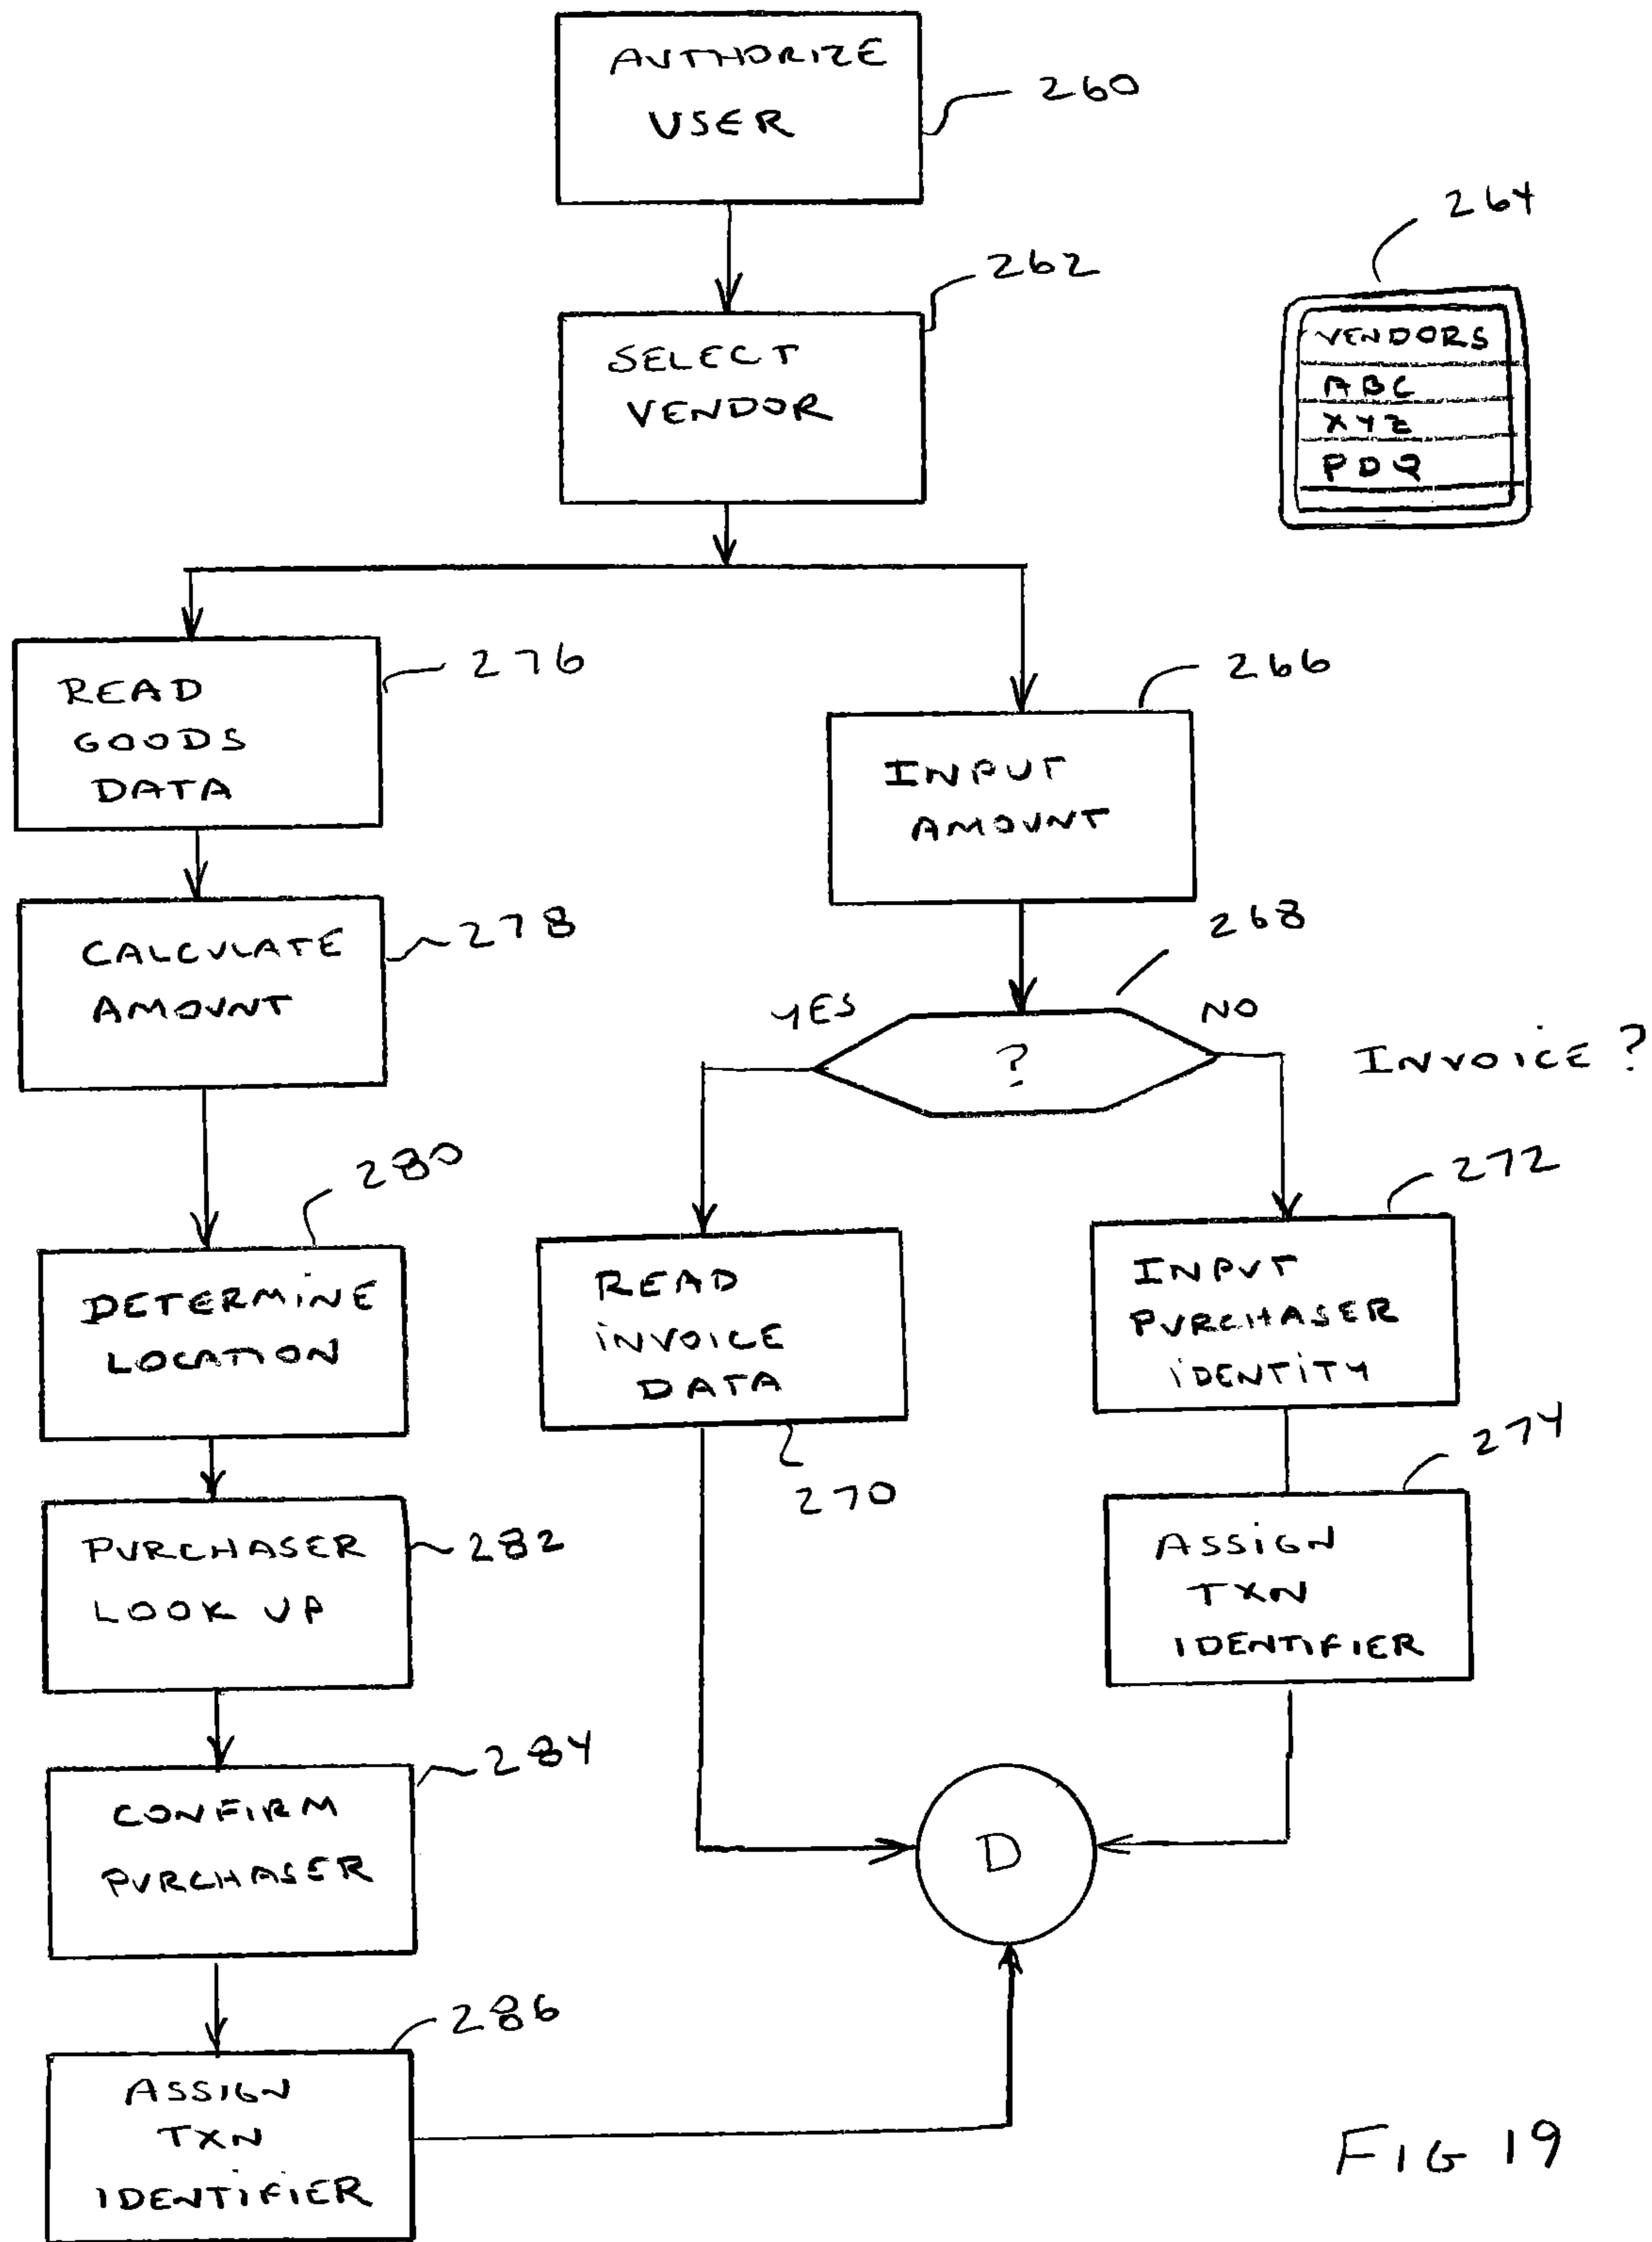 AUTHORIZE
USER
260
264
262
SELECT
VENDOR
VENDORS
ABC
XYZ
PDQ
READ
GOODS
DATA
276
266
INPUT
AMOUNT
278
CALCULATE
AMOUNT
268
YES
NO
?
INVOICE ?
280
272
DETERMINE
LOCATION
READ
INVOICE
DATA
270
INPUT
PURCHASER
IDENTITY
274
PURCHASER
LOOK UP
282
ASSIGN
TXN
IDENTIFIER
284
CONFIRM
PURCHASER
D
286
ASSIGN
TXN
IDENTIFIER
FIG 19